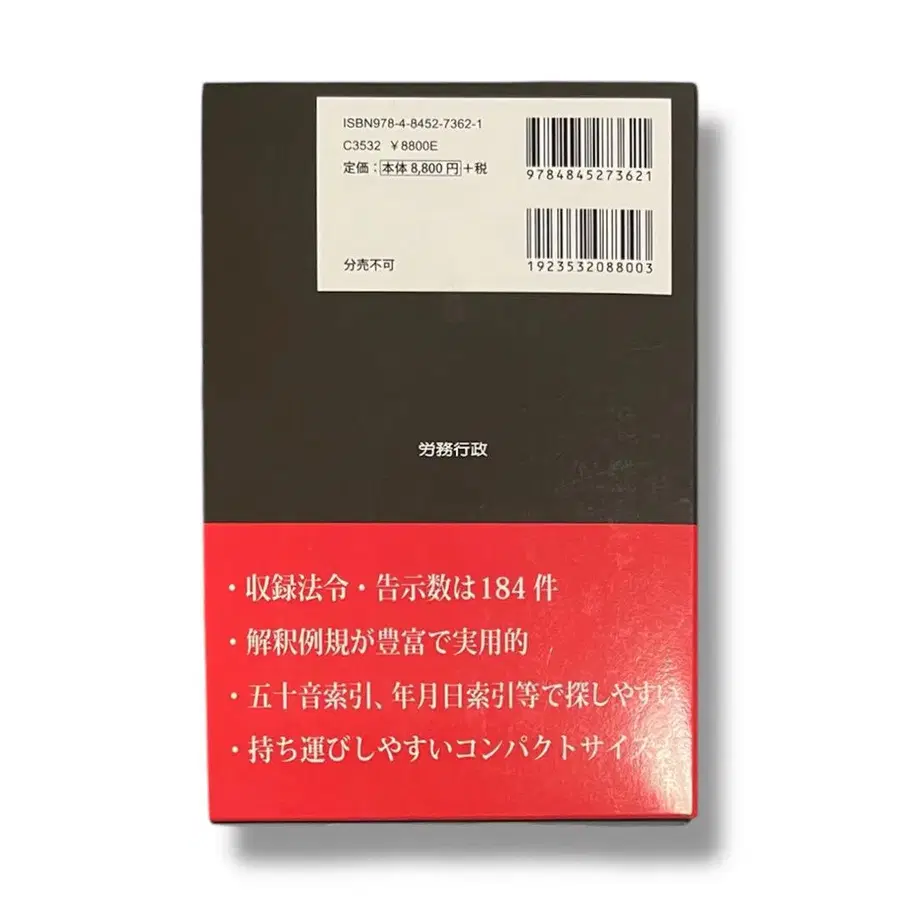 ISBN978-4-8452-7362-1
C3532 ￥8800E
定価：本体8,800円+税
9784845273621
1923532088003
分売不可
労務行政
・収録法令・告示数は184件
・解釈例規が豊富で実用的
・五十音索引、年月日索引等で探しやすい
・持ち運びしやすいコンパクトサイズ